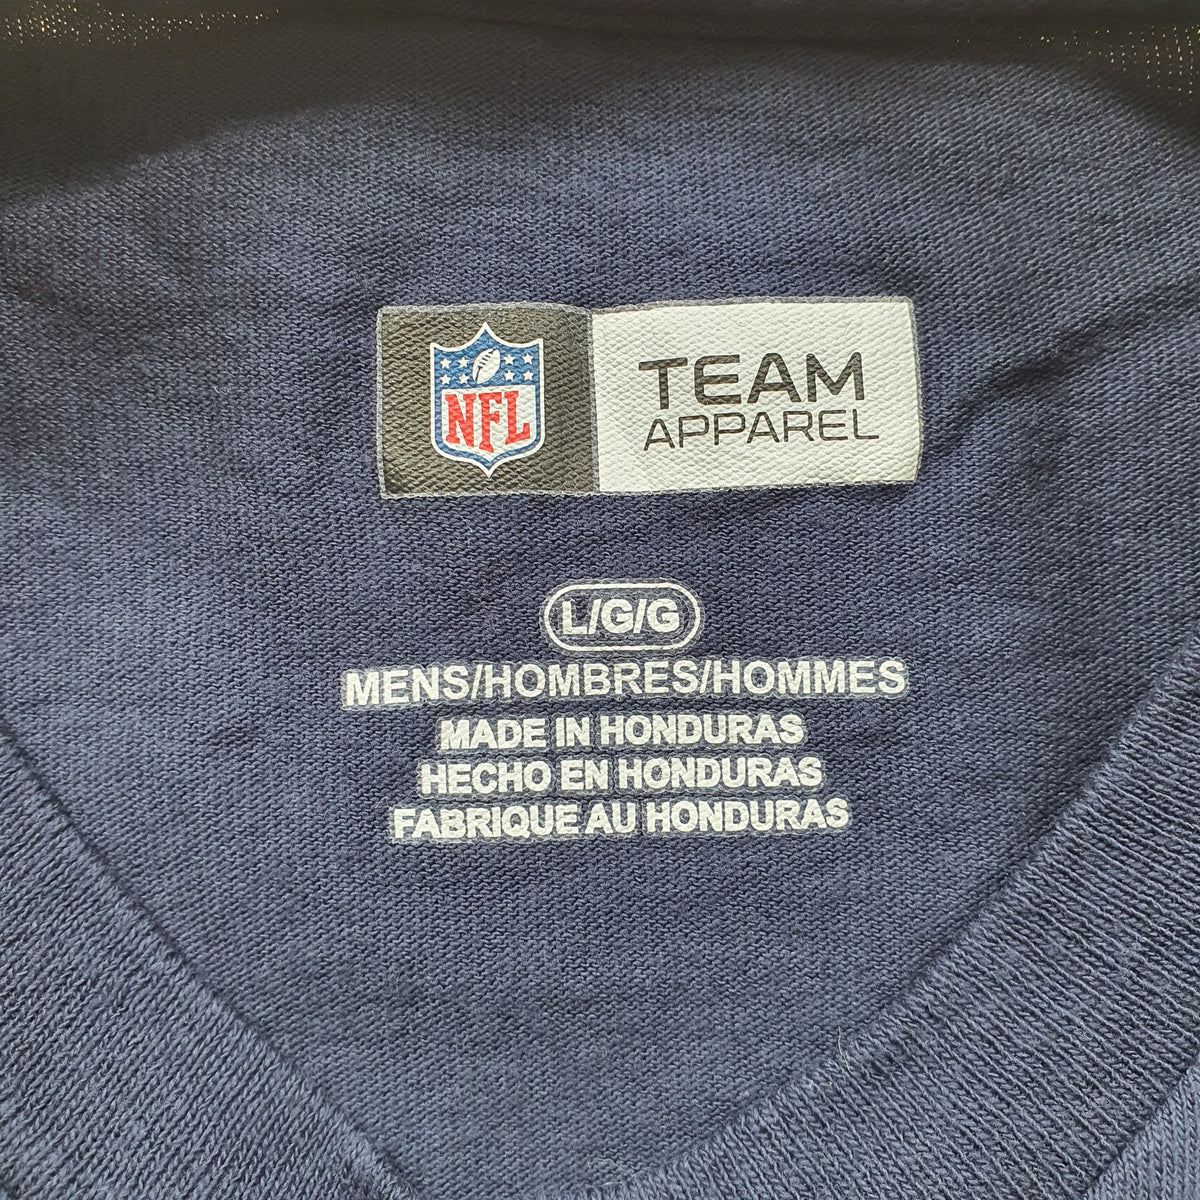 NFL
TEAM
APPAREL
L/G/G
MENS/HOMBRES/HOMMES
MADE IN HONDURAS
HECHO EN HONDURAS
FABRIQUE AU HONDURAS